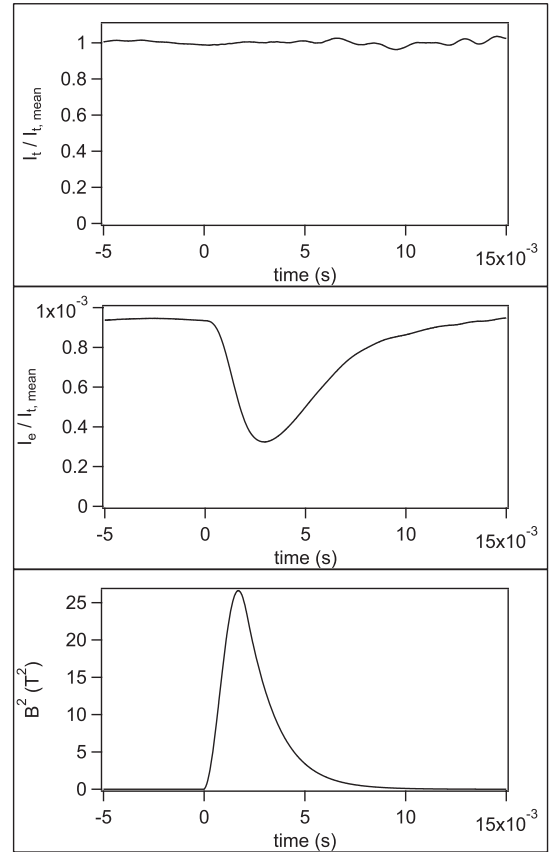 I_t / I_t, mean
1
0.8
0.6
0.4
0.2
0
-5 0 5 10 15x10^-3
time (s)
I_e / I_t, mean
1x10^-3
0.8
0.6
0.4
0.2
0
-5 0 5 10 15x10^-3
time (s)
B^2 (T^2)
25
20
15
10
5
0
-5 0 5 10 15x10^-3
time (s)